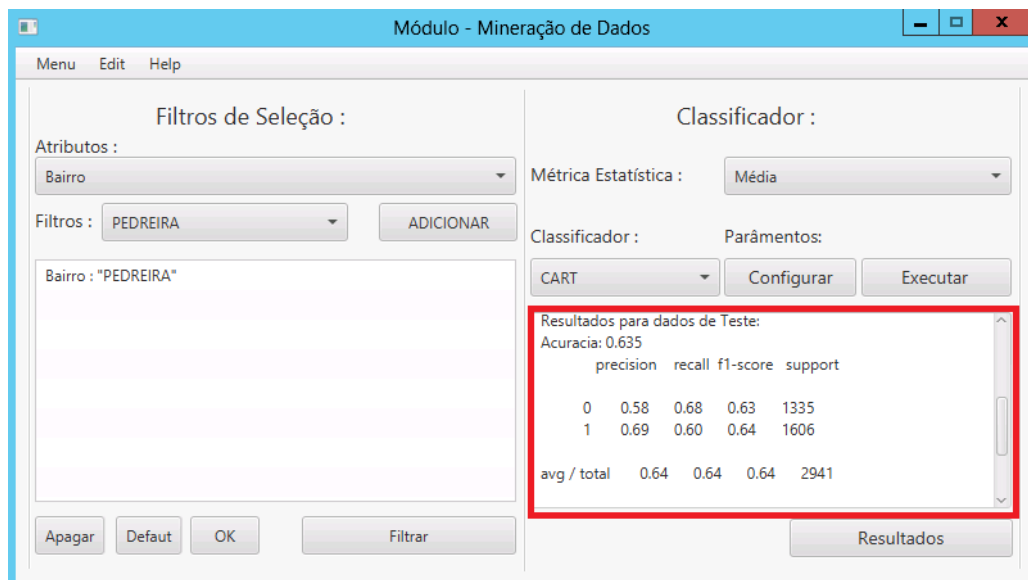 Módulo - Mineração de Dados
Menu Edit Help
Filtros de Seleção :
Atributos :
Bairro
Filtros : PEDREIRA ADICIONAR
Bairro : "PEDREIRA"
Apagar Defaut OK Filtrar
Classificador :
Métrica Estatística : Média
Classificador : Parâmentos:
CART Configurar Executar
Resultados para dados de Teste:
Acuracia: 0.635
precision recall f1-score support
0 0.58 0.68 0.63 1335
1 0.69 0.60 0.64 1606
avg / total 0.64 0.64 0.64 2941
Resultados